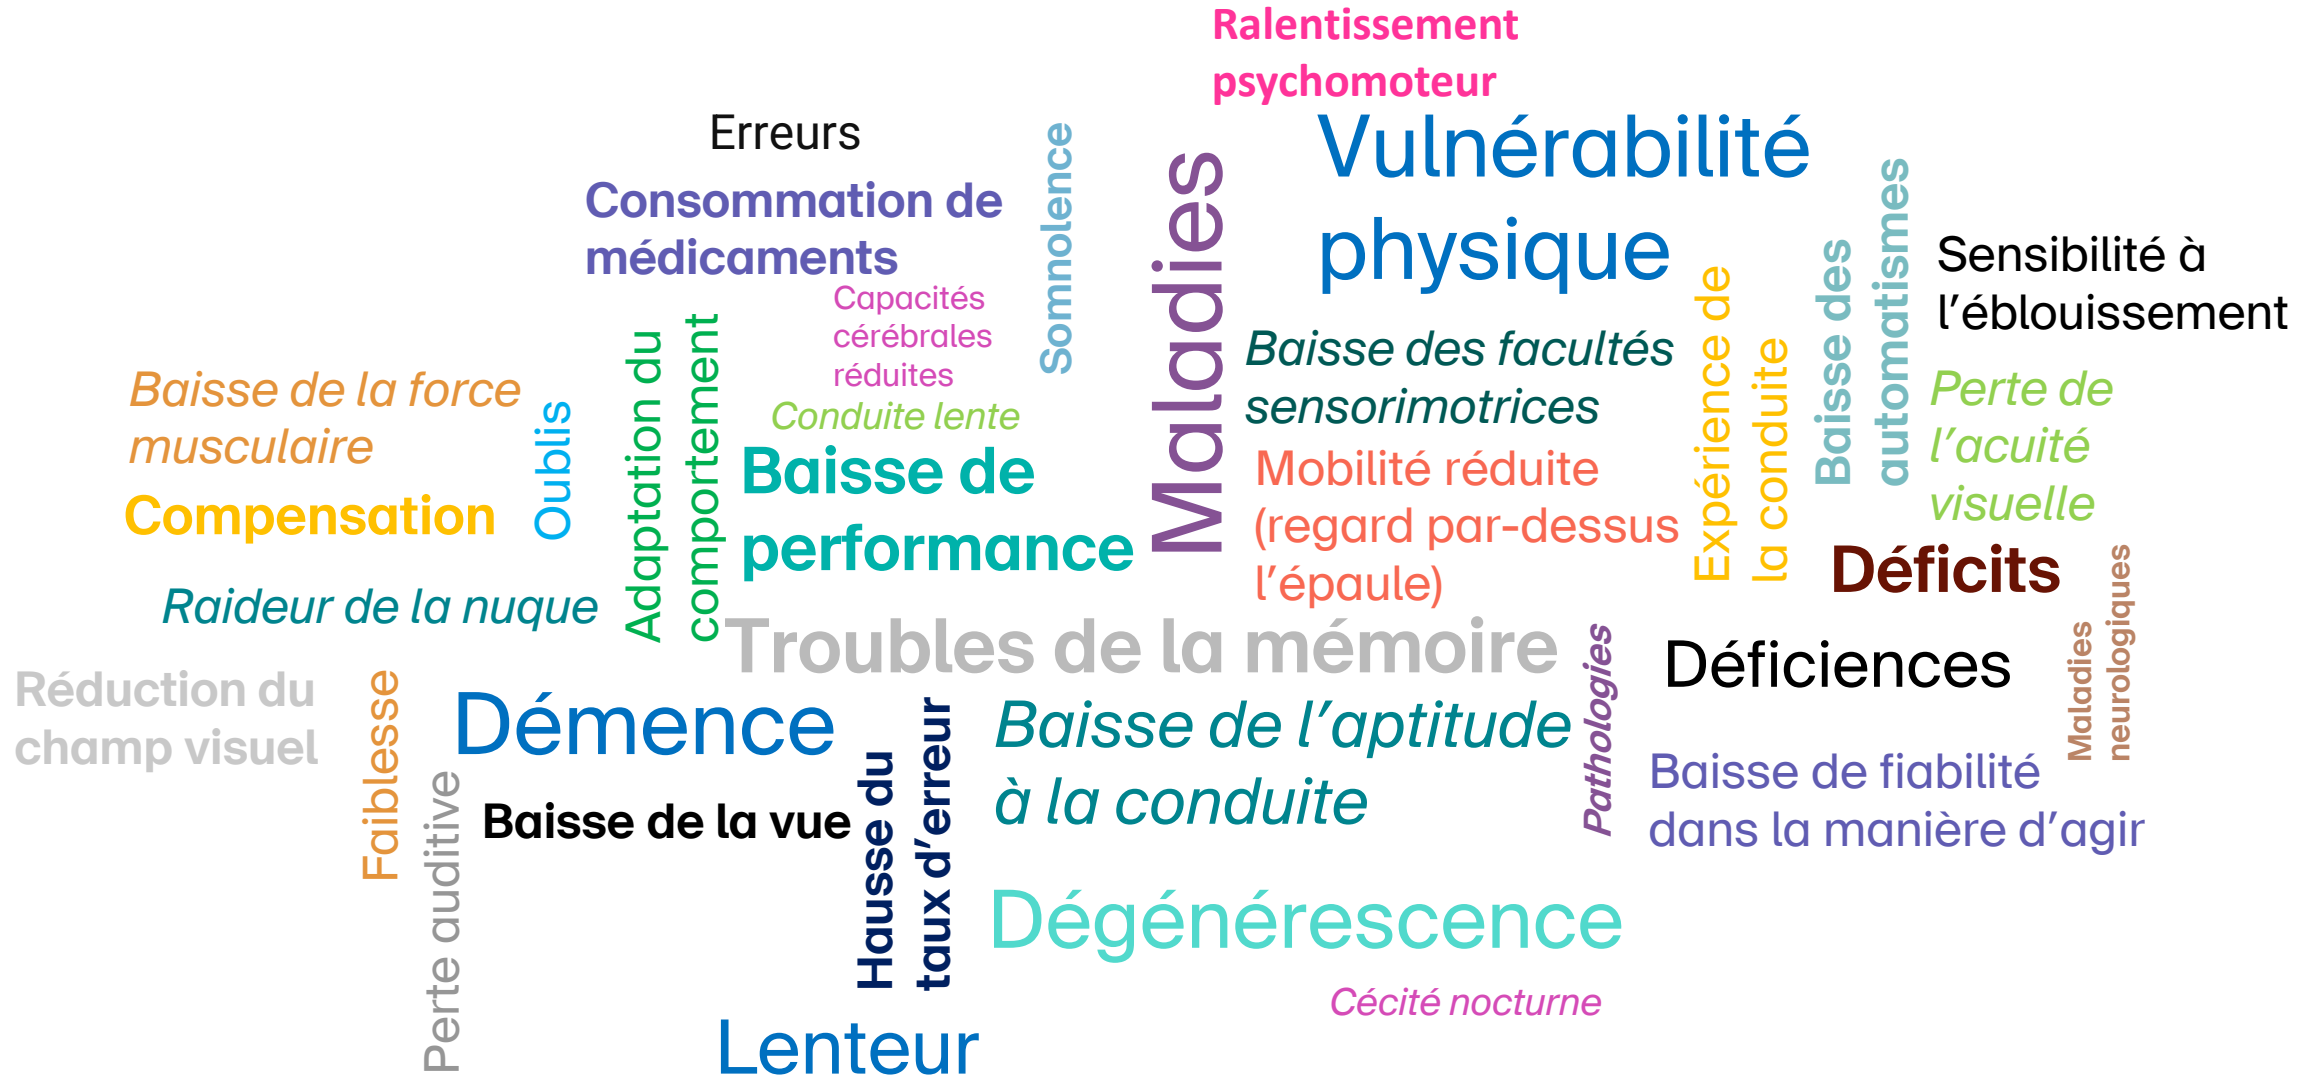 Ralentissement
psychomoteur
Erreurs
Consommation de
médicaments
Somnolence
Maladies
Vulnérabilité
physique
Baisse des
automatismes
Sensibilité à
l’éblouissement
Capacités
cérébrales
réduites
Conduite lente
Baisse des facultés
sensorimotrices
Expérience de
la conduite
Perte de
l’acuité
visuelle
Baisse de la force
musculaire
Oublis
Adaptation du
comportement
Baisse de
performance
Mobilité réduite
(regard par-dessus
l’épaule)
Compensation
Déficits
Maladies
neurologiques
Raideur de la nuque
Troubles de la mémoire
Pathologies
Déficiences
Réduction du
champ visuel
Faiblesse
Démence
Hausse du
taux d’erreur
Baisse de l’aptitude
à la conduite
Baisse de fiabilité
dans la manière d’agir
Perte auditive
Baisse de la vue
Dégénérescence
Cécité nocturne
Lenteur